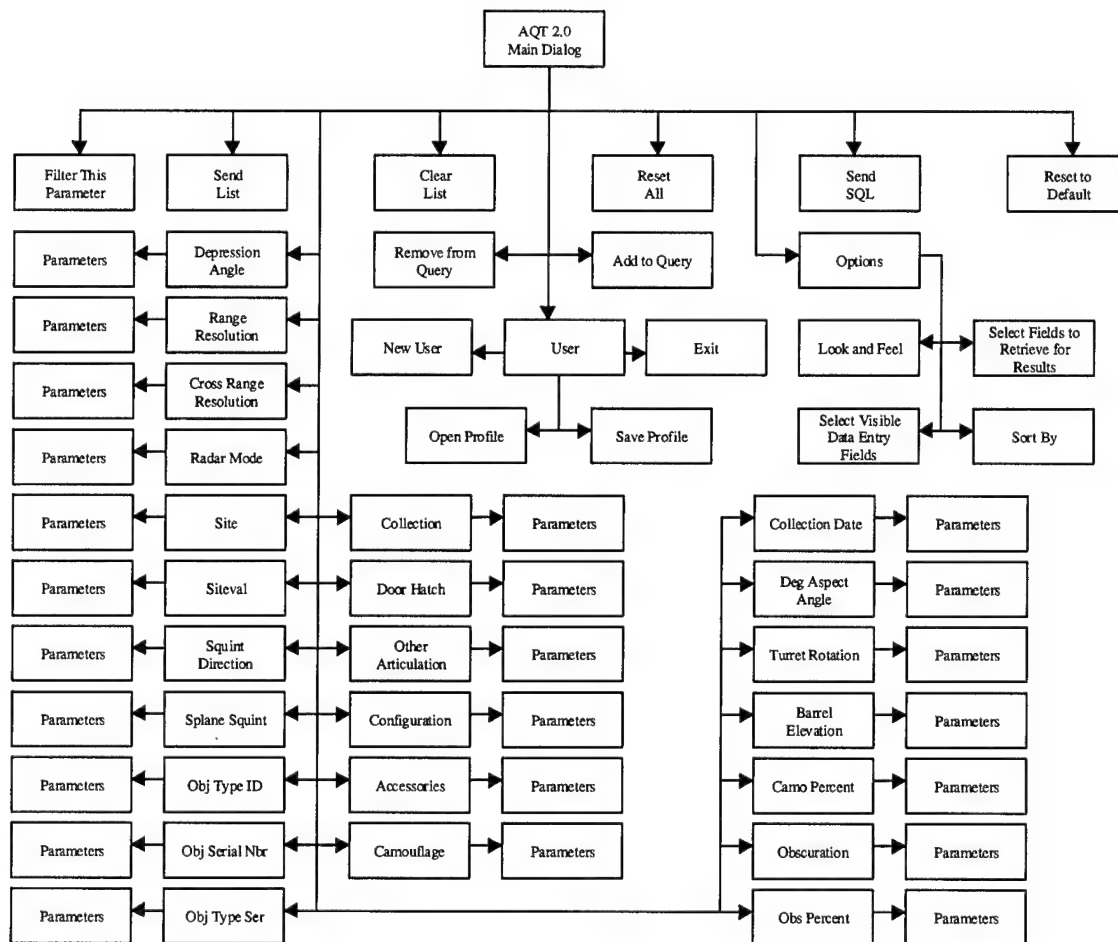 AQT 2.0
Main Dialog
Filter This
Parameter
Send
List
Clear
List
Reset
All
Send
SQL
Reset to
Default
Parameters
Depression
Angle
Remove from
Query
Add to Query
Options
Parameters
Range
Resolution
New User
User
Exit
Look and Feel
Select Fields to
Retrieve for
Results
Parameters
Cross Range
Resolution
Open Profile
Save Profile
Select Visible
Data Entry
Fields
Sort By
Parameters
Radar Mode
Parameters
Site
Collection
Parameters
Collection Date
Parameters
Parameters
Siteval
Door Hatch
Parameters
Deg Aspect
Angle
Parameters
Parameters
Squint
Direction
Other
Articulation
Parameters
Turret Rotation
Parameters
Parameters
Splane Squint
Configuration
Parameters
Barrel
Elevation
Parameters
Parameters
Obj Type ID
Accessories
Parameters
Camo Percent
Parameters
Parameters
Obj Serial Nbr
Camouflage
Parameters
Obscuration
Parameters
Parameters
Obj Type Ser
Obs Percent
Parameters